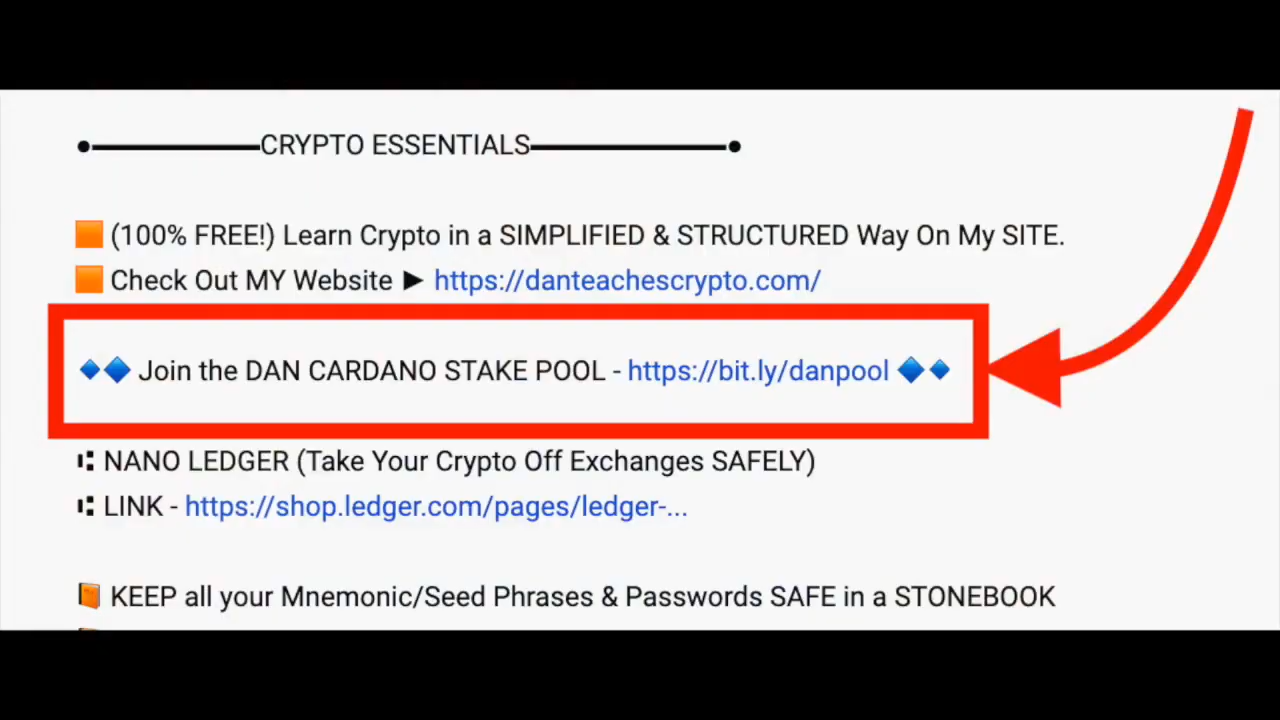 CRYPTO ESSENTIALS
(100% FREE!) Learn Crypto in a SIMPLIFIED & STRUCTURED Way On My SITE.
Check Out MY Website ► https://danteachescrypto.com/
Join the DAN CARDANO STAKE POOL - https://bit.ly/danpool
NANO LEDGER (Take Your Crypto Off Exchanges SAFELY)
LINK - https://shop.ledger.com/pages/ledger-...
KEEP all your Mnemonic/Seed Phrases & Passwords SAFE in a STONEBOOK